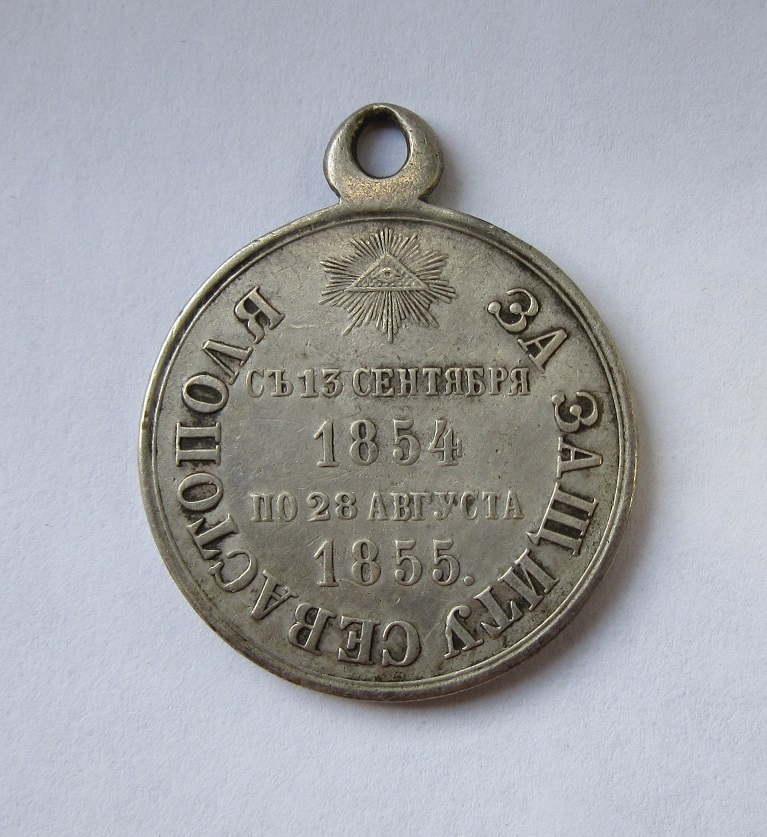 ЗА ЗАЩИТУ СЕВАСТОПОЛЯ
СЪ 13 СЕНТЯБРЯ
1854
ПО 28 АВГУСТА
1855.